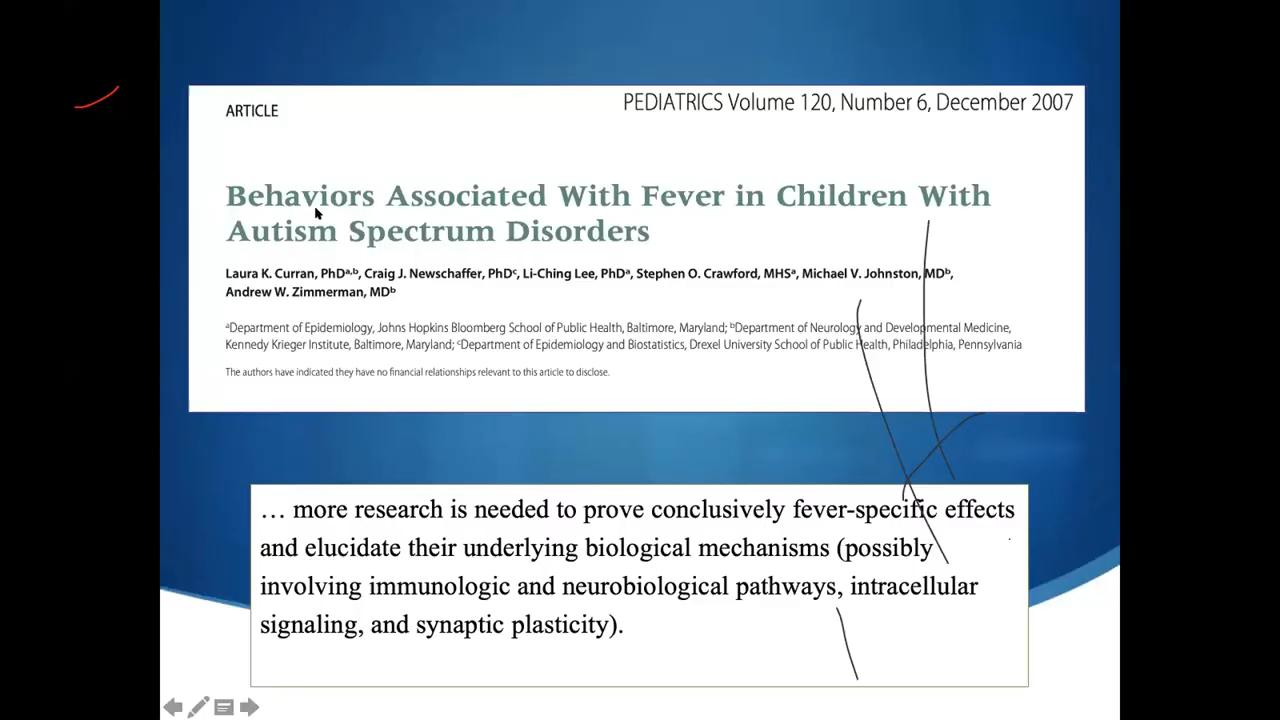 ARTICLE
PEDIATRICS Volume 120, Number 6, December 2007
Behaviors Associated With Fever in Children With
Autism Spectrum Disorders
Laura K. Curran, PhDᵃ,ᵇ, Craig J. Newschaffer, PhDᶜ, Li-Ching Lee, PhDᵃ, Stephen O. Crawford, MHSᵃ, Michael V. Johnston, MDᵇ,
Andrew W. Zimmerman, MDᵇ
ᵃDepartment of Epidemiology, Johns Hopkins Bloomberg School of Public Health, Baltimore, Maryland; ᵇDepartment of Neurology and Developmental Medicine,
Kennedy Krieger Institute, Baltimore, Maryland; ᶜDepartment of Epidemiology and Biostatistics, Drexel University School of Public Health, Philadelphia, Pennsylvania
The authors have indicated they have no financial relationships relevant to this article to disclose.
… more research is needed to prove conclusively fever-specific effects
and elucidate their underlying biological mechanisms (possibly
involving immunologic and neurobiological pathways, intracellular
signaling, and synaptic plasticity).